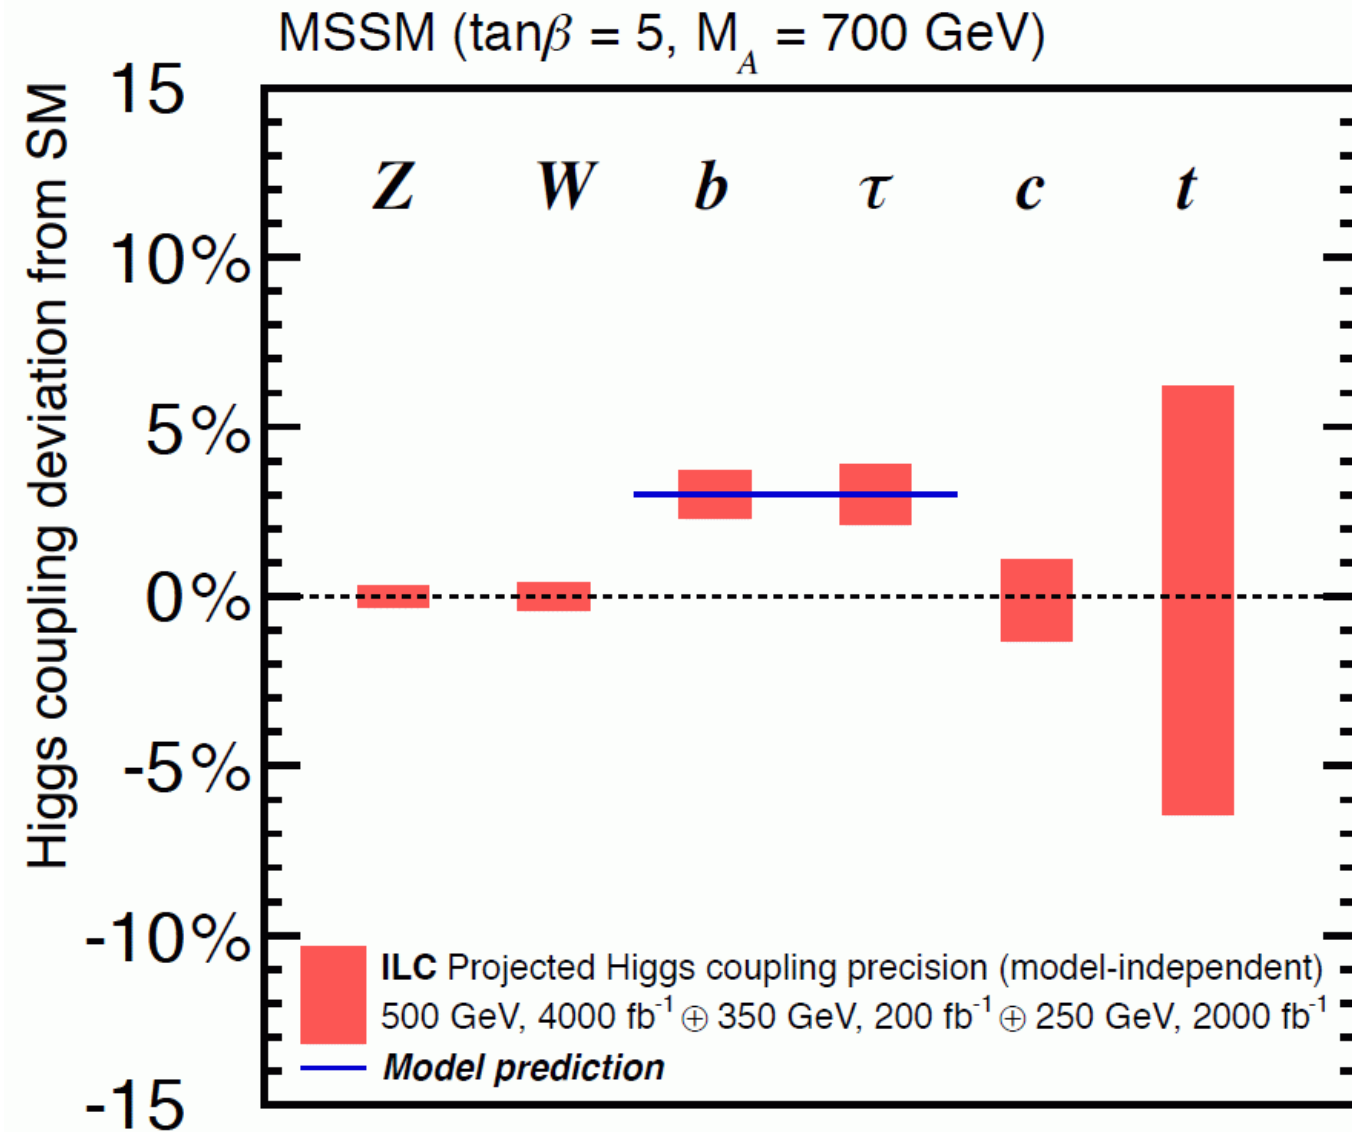 MSSM (tanβ = 5, M_A = 700 GeV)
Higgs coupling deviation from SM
15
10%
5%
0%
-5%
-10%
-15
Z W b τ c t
ILC Projected Higgs coupling precision (model-independent)
500 GeV, 4000 fb⁻¹ ⊕ 350 GeV, 200 fb⁻¹ ⊕ 250 GeV, 2000 fb⁻¹
Model prediction